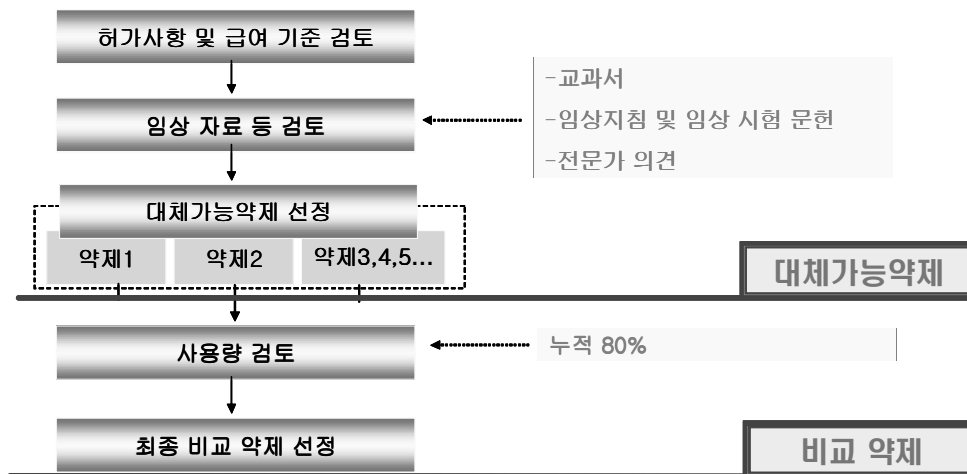 허가사항 및 급여 기준 검토
임상 자료 등 검토
-교과서
-임상지침 및 임상 시험 문헌
-전문가 의견
대체가능약제 선정
약제1
약제2
약제3,4,5...
대체가능약제
사용량 검토
누적 80%
최종 비교 약제 선정
비교 약제